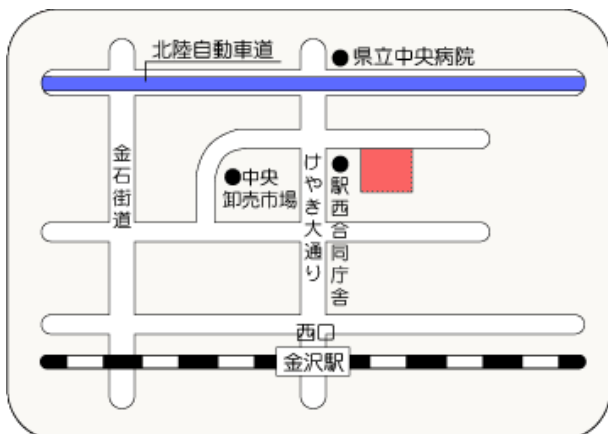 北陸自動車道
県立中央病院
金石街道
中央
卸売市場
けやき大通り
駅西合同庁舎
西口
金沢駅